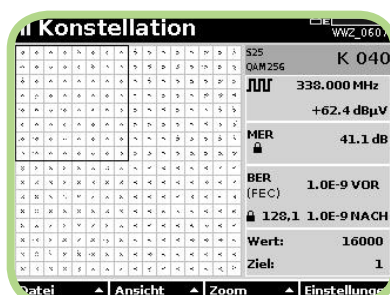 Konstellation
WWZ_0607
S25
QAM256
K 040
338.000 MHz
+62.4 dBµV
MER
41.1 dB
BER
(FEC)
1.0E-9 VOR
128,1 1.0E-9 NACH
Wert: 16000
Ziel: 1
Datei Ansicht Zoom Einstellunge